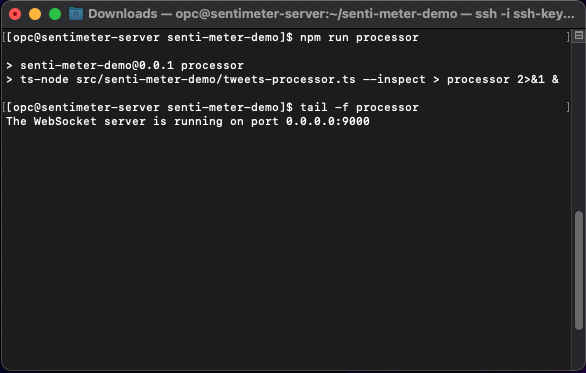 Downloads — opc@sentimeter-server:~/senti-meter-demo — ssh -i ssh-key...
[[opc@sentimeter-server senti-meter-demo]$ npm run processor ]
> senti-meter-demo@0.0.1 processor
> ts-node src/senti-meter-demo/tweets-processor.ts --inspect > processor 2>&1 &
[[opc@sentimeter-server senti-meter-demo]$ tail -f processor ]
The WebSocket server is running on port 0.0.0.0:9000